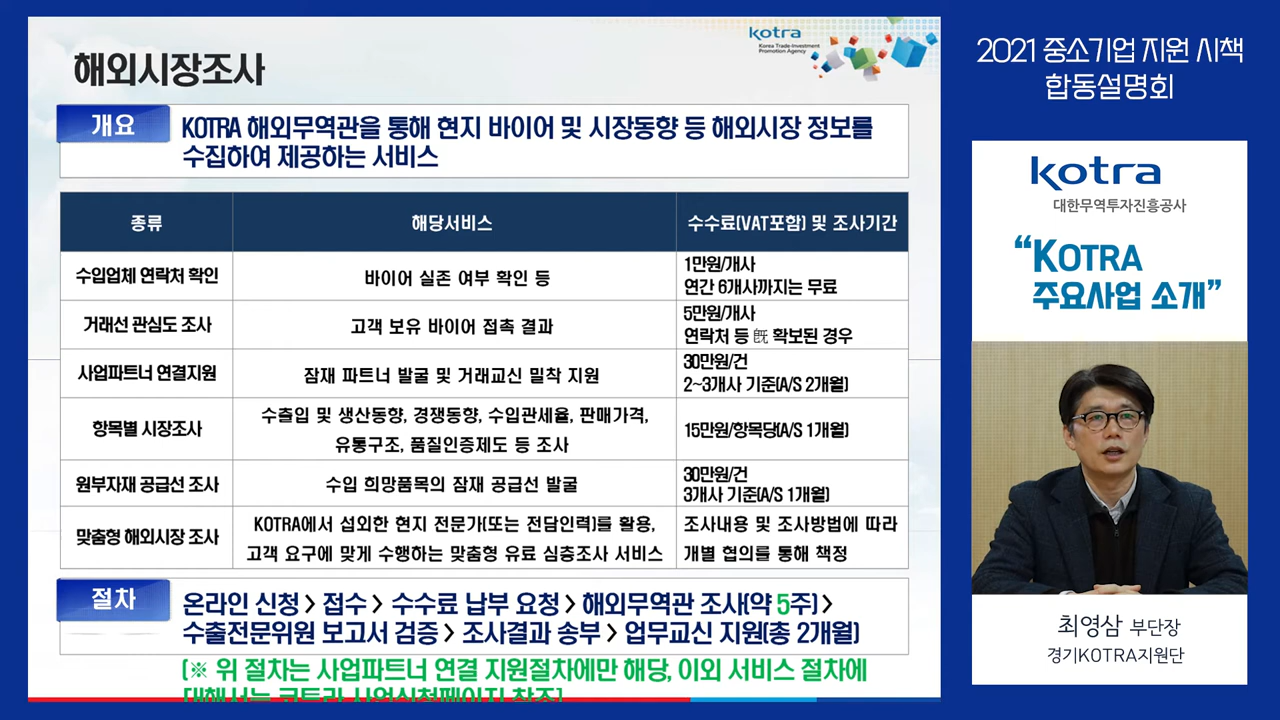 kotra
Korea Trade-Investment
Promotion Agency
해외시장조사
개요
KOTRA 해외무역관을 통해 현지 바이어 및 시장동향 등 해외시장 정보를
수집하여 제공하는 서비스
종류
해당서비스
수수료(VAT포함) 및 조사기간
수입업체 연락처 확인
바이어 실존 여부 확인 등
1만원/개사
연간 6개사까지는 무료
거래선 관심도 조사
고객 보유 바이어 접촉 결과
5만원/개사
연락처 등 旣 확보된 경우
사업파트너 연결지원
잠재 파트너 발굴 및 거래교신 밀착 지원
30만원/건
2~3개사 기준(A/S 2개월)
항목별 시장조사
수출입 및 생산동향, 경쟁동향, 수입관세율, 판매가격,
유통구조, 품질인증제도 등 조사
15만원/항목당(A/S 1개월)
원부자재 공급선 조사
수입 희망품목의 잠재 공급선 발굴
30만원/건
3개사 기준(A/S 1개월)
맞춤형 해외시장 조사
KOTRA에서 섭외한 현지 전문가(또는 전담인력)를 활용,
고객 요구에 맞게 수행하는 맞춤형 유료 심층조사 서비스
조사내용 및 조사방법에 따라
개별 협의를 통해 책정
절차
온라인 신청 > 접수 > 수수료 납부 요청 > 해외무역관 조사(약 5주) >
수출전문위원 보고서 검증 > 조사결과 송부 > 업무교신 지원(총 2개월)
(※ 위 절차는 사업파트너 연결 지원절차에만 해당, 이외 서비스 절차에
대해서는 코트라 사업신청페이지 참조)
2021 중소기업 지원 시책
합동설명회
kotra
대한무역투자진흥공사
“KOTRA
주요사업 소개”
최영삼 부단장
경기KOTRA지원단